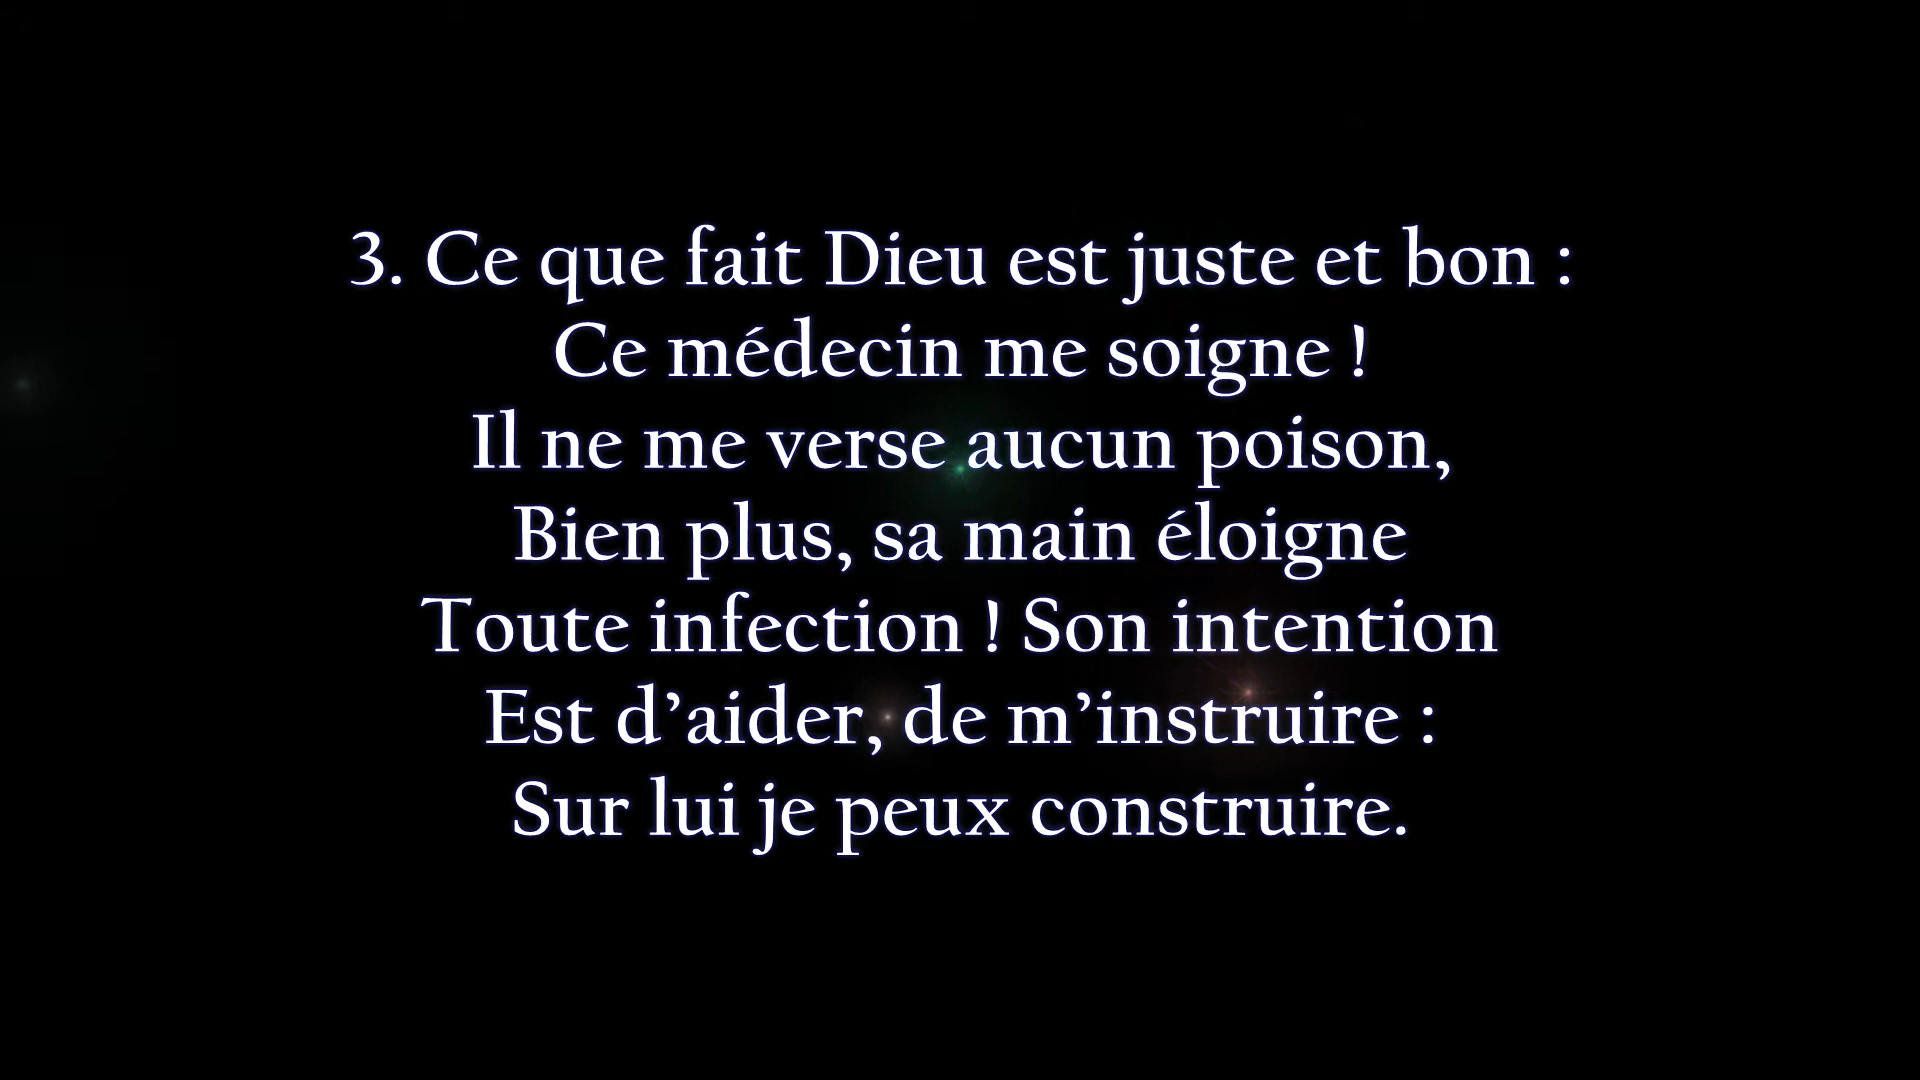 3. Ce que fait Dieu est juste et bon :
Ce médecin me soigne !
Il ne me verse aucun poison,
Bien plus, sa main éloigne
Toute infection ! Son intention
Est d’aider, de m’instruire :
Sur lui je peux construire.